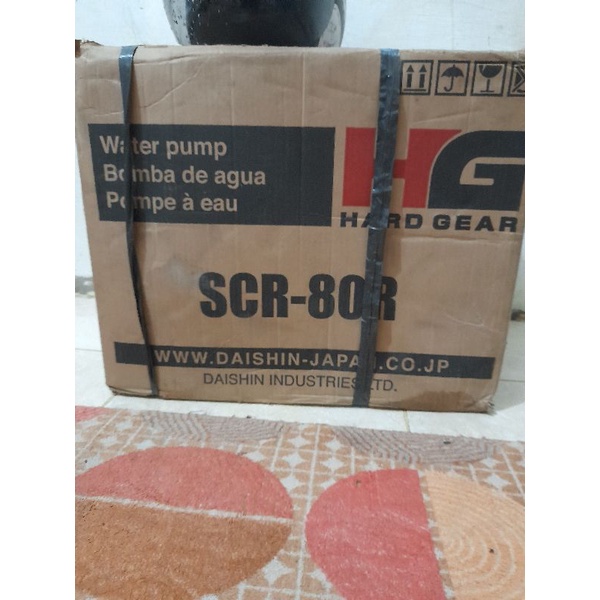 Water pump
Bomba de agua
Pompe à eau
HG
HARD GEAR
SCR-80R
WWW.DAISHIN-JAPAN.CO.JP
DAISHIN INDUSTRIES LTD.